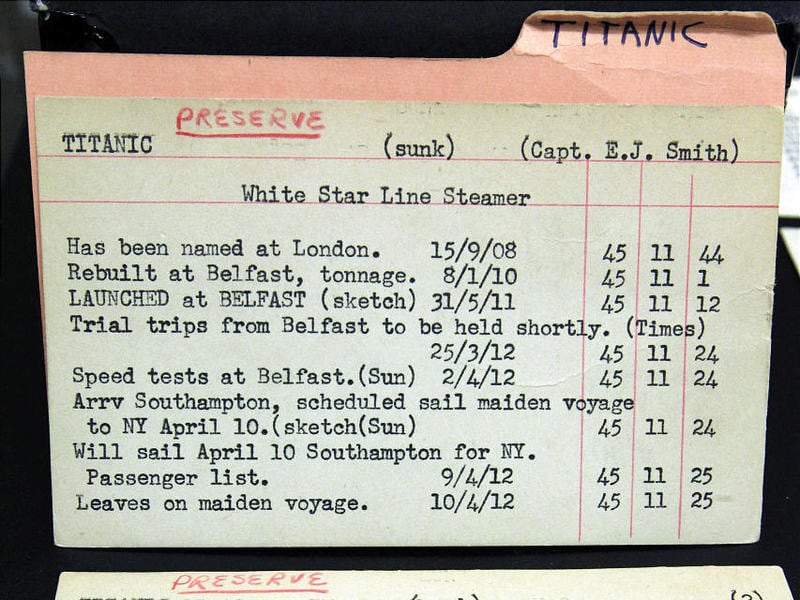 TITANIC
PRESERVE
TITANIC (sunk) (Capt. E.J. Smith)
White Star Line Steamer
Has been named at London. 15/9/08 45 11 44
Rebuilt at Belfast, tonnage. 8/1/10 45 11 1
LAUNCHED at BELFAST (sketch) 31/5/11 45 11 12
Trial trips from Belfast to be held shortly. (Times)
25/3/12 45 11 24
Speed tests at Belfast.(Sun) 2/4/12 45 11 24
Arrv Southampton, scheduled sail maiden voyage
to NY April 10.(sketch(Sun) 45 11 24
Will sail April 10 Southampton for NY.
Passenger list. 9/4/12 45 11 25
Leaves on maiden voyage. 10/4/12 45 11 25
PRESERVE